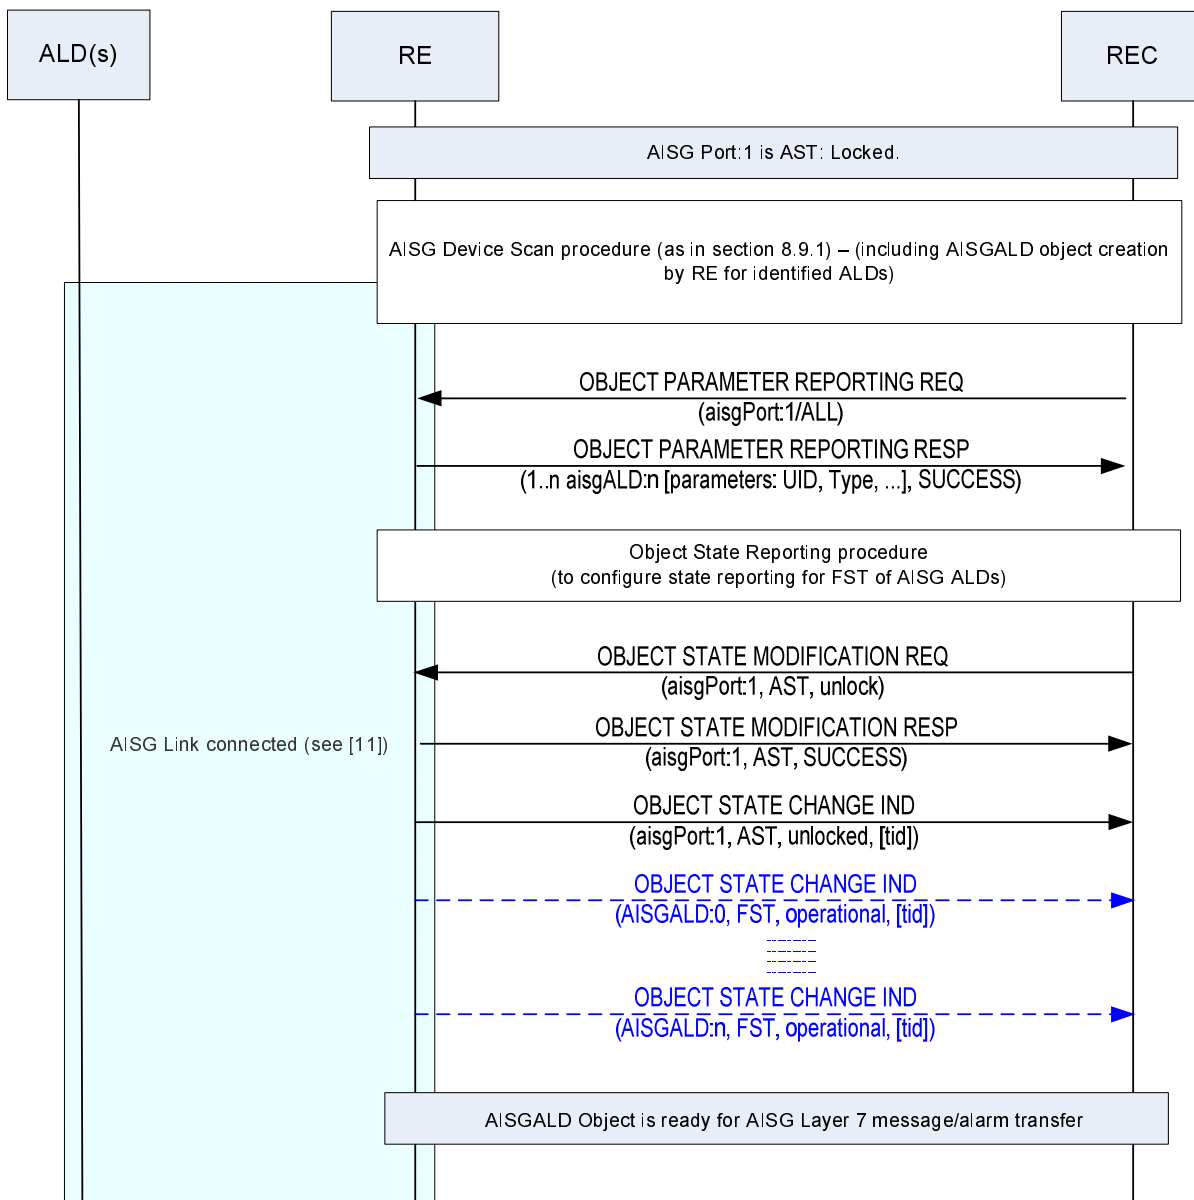 ALD(s)
RE
REC
AISG Port:1 is AST: Locked.
AISG Device Scan procedure (as in section 8.9.1) – (including AISGALD object creation
by RE for identified ALDs)
OBJECT PARAMETER REPORTING REQ
(aisgPort:1/ALL)
OBJECT PARAMETER REPORTING RESP
(1..n aisgALD:n [parameters: UID, Type, ...], SUCCESS)
Object State Reporting procedure
(to configure state reporting for FST of AISG ALDs)
OBJECT STATE MODIFICATION REQ
(aisgPort:1, AST, unlock)
AISG Link connected (see [11])
OBJECT STATE MODIFICATION RESP
(aisgPort:1, AST, SUCCESS)
OBJECT STATE CHANGE IND
(aisgPort:1, AST, unlocked, [tid])
OBJECT STATE CHANGE IND
(AISGALD:0, FST, operational, [tid])
OBJECT STATE CHANGE IND
(AISGALD:n, FST, operational, [tid])
AISGALD Object is ready for AISG Layer 7 message/alarm transfer